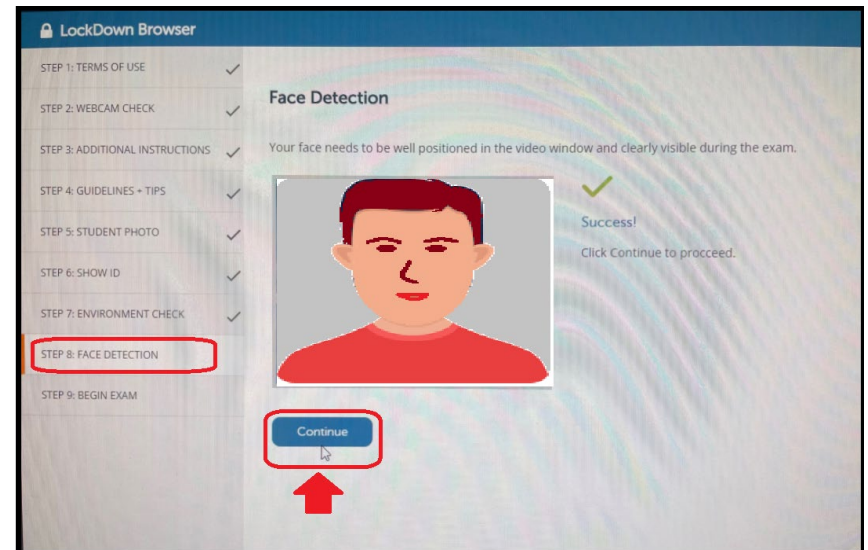 LockDown Browser
STEP 1: TERMS OF USE
STEP 2: WEBCAM CHECK
STEP 3: ADDITIONAL INSTRUCTIONS
STEP 4: GUIDELINES + TIPS
STEP 5: STUDENT PHOTO
STEP 6: SHOW ID
STEP 7: ENVIRONMENT CHECK
STEP 8: FACE DETECTION
STEP 9: BEGIN EXAM
Face Detection
Your face needs to be well positioned in the video window and clearly visible during the exam.
Success!
Click Continue to procceed.
Continue